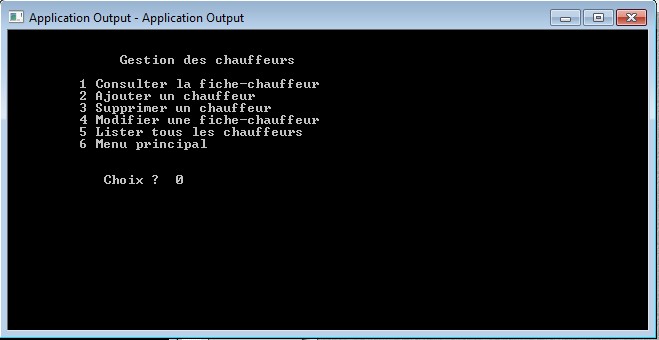 Application Output - Application Output
Gestion des chauffeurs
1 Consulter la fiche-chauffeur
2 Ajouter un chauffeur
3 Supprimer un chauffeur
4 Modifier une fiche-chauffeur
5 Lister tous les chauffeurs
6 Menu principal
Choix ? 0